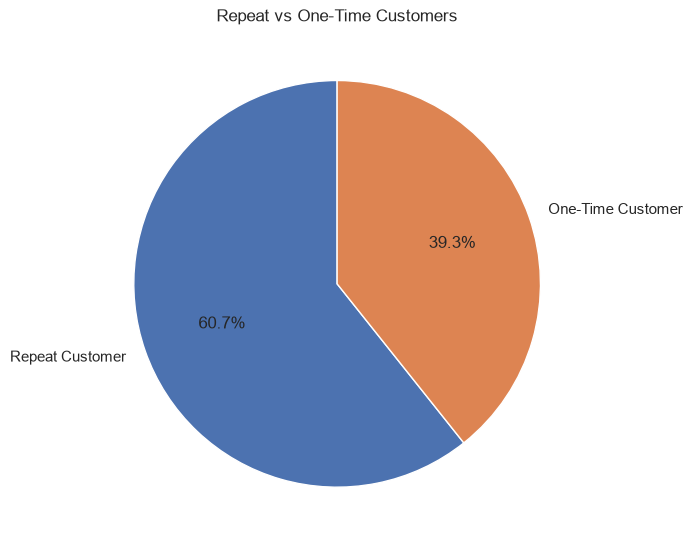 Repeat vs One-Time Customers
One-Time Customer
39.3%
60.7%
Repeat Customer